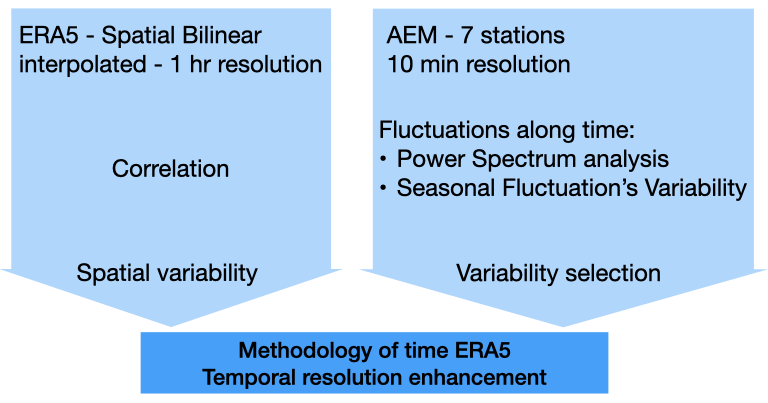 ERA5 - Spatial Bilinear
interpolated - 1 hr resolution
Correlation
Spatial variability
AEM - 7 stations
10 min resolution
Fluctuations along time:
• Power Spectrum analysis
• Seasonal Fluctuation’s Variability
Variability selection
Methodology of time ERA5
Temporal resolution enhancement